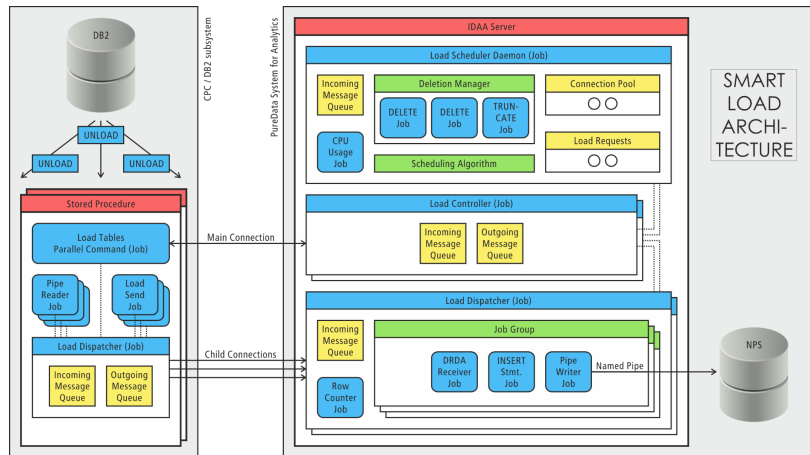 DB2
UNLOAD
UNLOAD
UNLOAD
CPC / DB2 subsystem
Stored Procedure
Load Tables
Parallel Command (Job)
Pipe
Reader
Job
Load
Send
Job
Load Dispatcher (Job)
Incoming
Message
Queue
Outgoing
Message
Queue
Main Connection
Child Connections
PureData System for Analytics
IDAA Server
Load Scheduler Daemon (Job)
Incoming
Message
Queue
CPU
Usage
Job
Deletion Manager
DELETE
Job
DELETE
Job
TRUN-
CATE
Job
Scheduling Algorithm
Connection Pool
Load Requests
Load Controller (Job)
Incoming
Message
Queue
Outgoing
Message
Queue
Load Dispatcher (Job)
Incoming
Message
Queue
Row
Counter
Job
Job Group
DRDA
Receiver
Job
INSERT
Stmt.
Job
Pipe
Writer
Job
Named Pipe
SMART
LOAD
ARCHI-
TECTURE
NPS